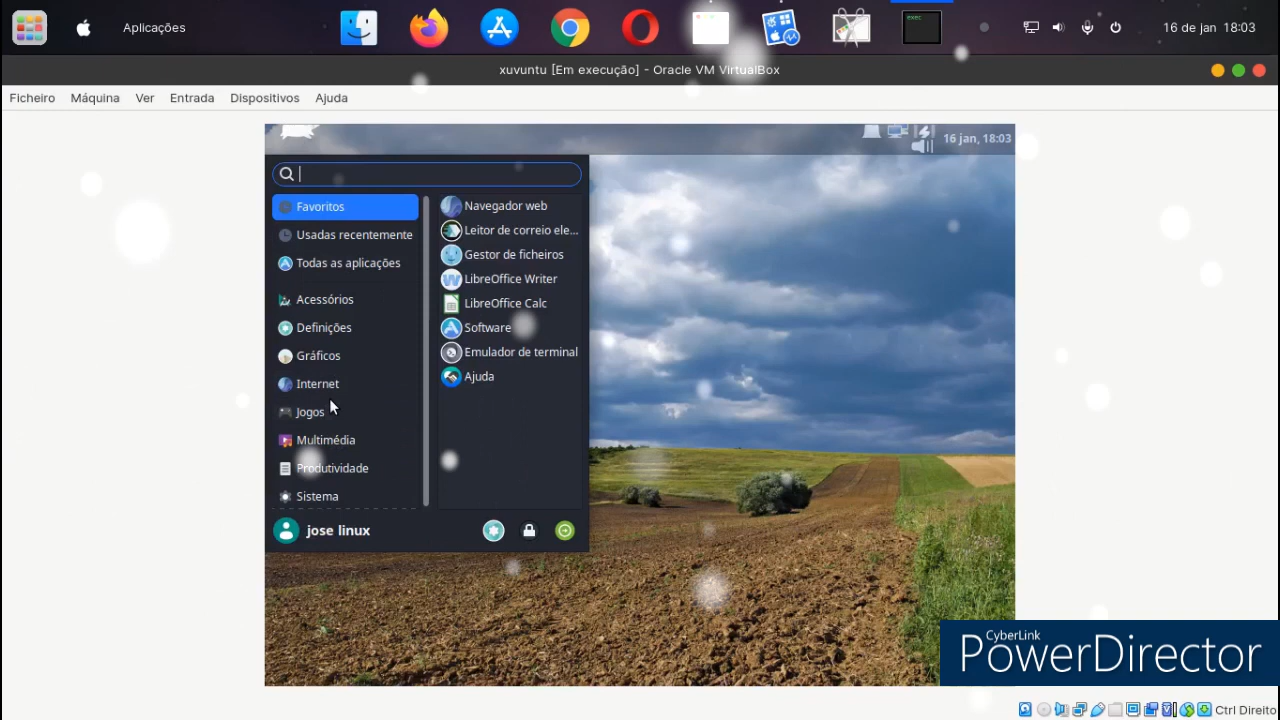 Aplicações
exec
16 de jan, 18:03
xuvuntu [Em execução] - Oracle VM VirtualBox
Ficheiro Máquina Ver Entrada Dispositivos Ajuda
16 jan, 18:03
Favoritos
Usadas recentemente
Todas as aplicações
Acessórios
Definições
Gráficos
Internet
Jogos
Multimédia
Produtividade
Sistema
Navegador web
Leitor de correio ele...
Gestor de ficheiros
LibreOffice Writer
LibreOffice Calc
Software
Emulador de terminal
Ajuda
jose linux
CyberLink
PowerDirector
Ctrl Direito